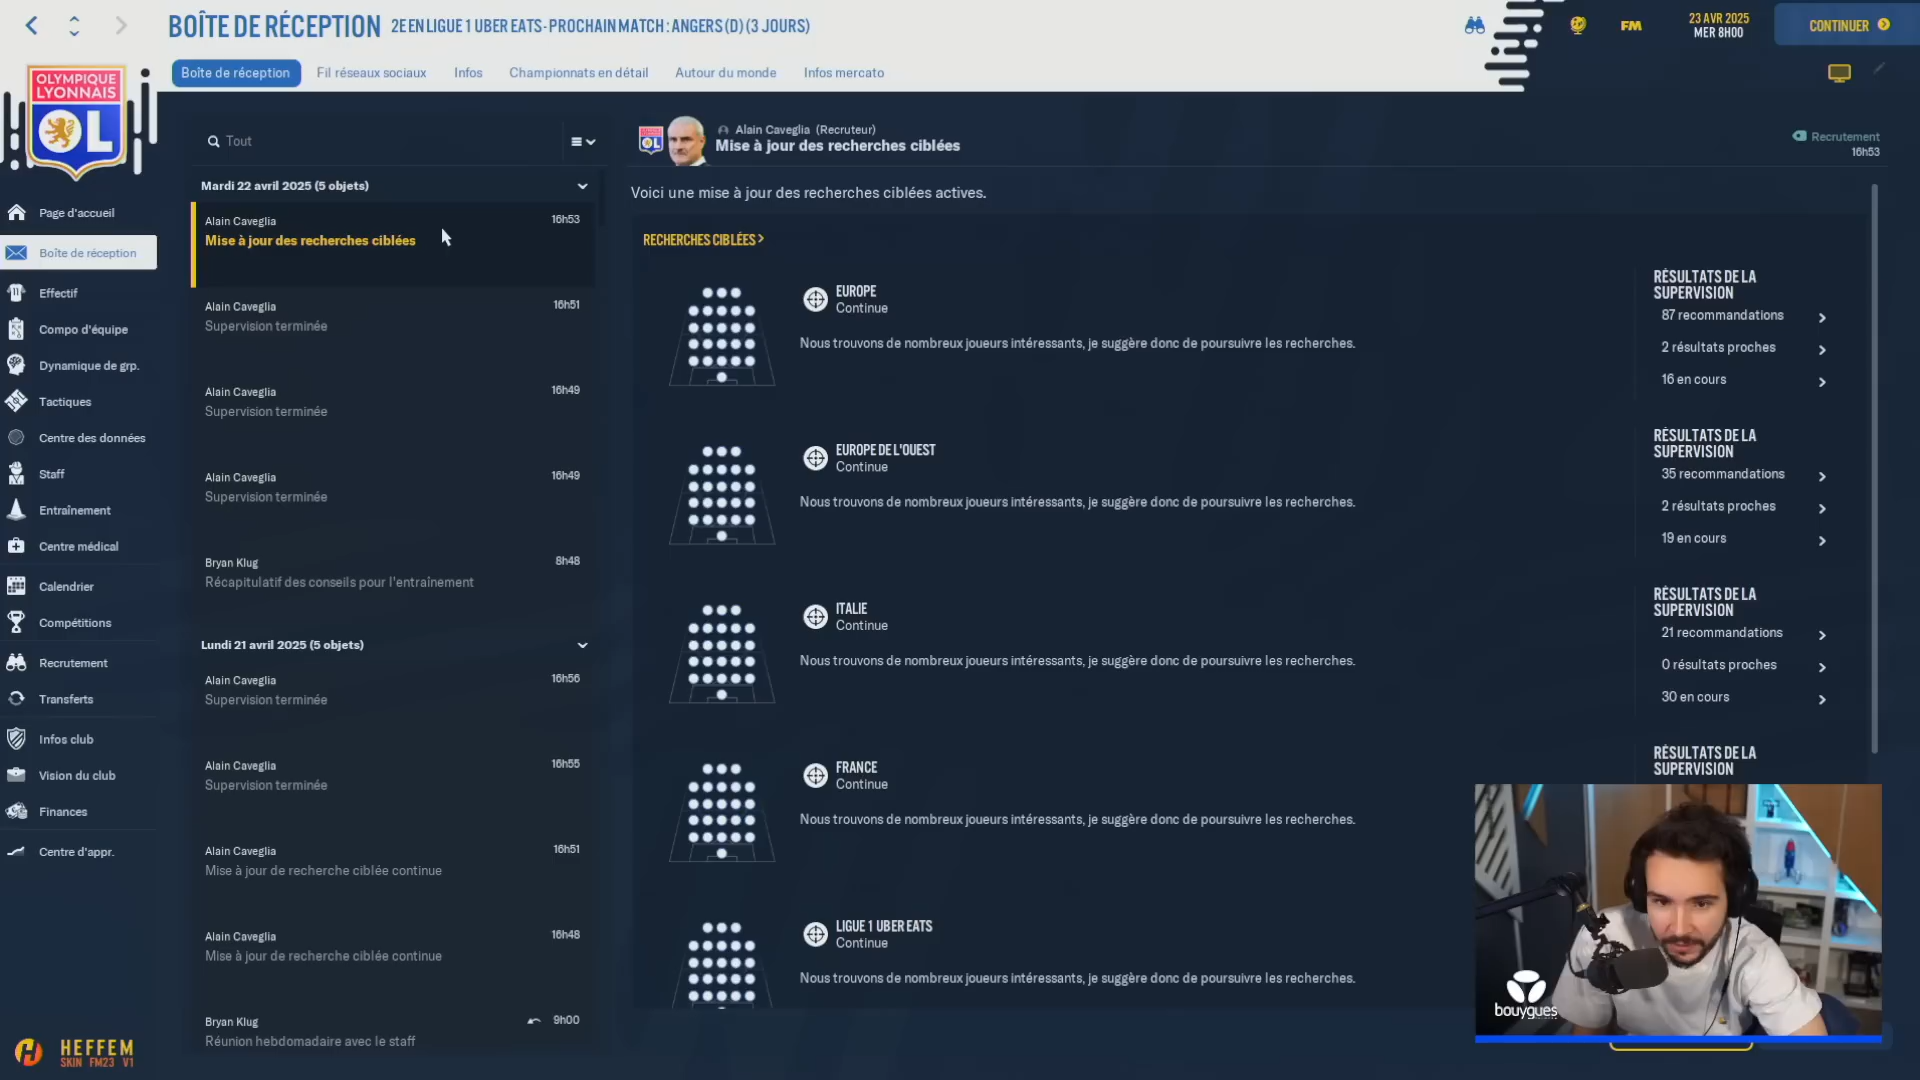 BOÎTE DE RÉCEPTION
2E EN LIGUE 1 UBER EATS - PROCHAIN MATCH : ANGERS (D) (3 JOURS)
FM
23 AVR 2025
MER 8H00
CONTINUER
Boîte de réception
Fil réseaux sociaux
Infos
Championnats en détail
Autour du monde
Infos mercato
OLYMPIQUE
LYONNAIS
OL
Page d'accueil
Boîte de réception
Effectif
Compo d'équipe
Dynamique de grp.
Tactiques
Centre des données
Staff
Entraînement
Centre médical
Calendrier
Compétitions
Recrutement
Transferts
Infos club
Vision du club
Finances
Centre d'appr.
HEFFEM
SKIN FM23 V1
Tout
Mardi 22 avril 2025 (5 objets)
Alain Caveglia 16h53
Mise à jour des recherches ciblées
Alain Caveglia 16h51
Supervision terminée
Alain Caveglia 16h49
Supervision terminée
Alain Caveglia 16h49
Supervision terminée
Bryan Klug 8h48
Récapitulatif des conseils pour l'entraînement
Lundi 21 avril 2025 (5 objets)
Alain Caveglia 16h56
Supervision terminée
Alain Caveglia 16h55
Supervision terminée
Alain Caveglia 16h51
Mise à jour de recherche ciblée continue
Alain Caveglia 16h48
Mise à jour de recherche ciblée continue
Bryan Klug 9h00
Réunion hebdomadaire avec le staff
Alain Caveglia (Recruteur)
Mise à jour des recherches ciblées
Recrutement
16h53
Voici une mise à jour des recherches ciblées actives.
RECHERCHES CIBLÉES >
EUROPE
Continue
Nous trouvons de nombreux joueurs intéressants, je suggère donc de poursuivre les recherches.
RÉSULTATS DE LA
SUPERVISION
87 recommandations
2 résultats proches
16 en cours
EUROPE DE L'OUEST
Continue
Nous trouvons de nombreux joueurs intéressants, je suggère donc de poursuivre les recherches.
RÉSULTATS DE LA
SUPERVISION
35 recommandations
2 résultats proches
19 en cours
ITALIE
Continue
Nous trouvons de nombreux joueurs intéressants, je suggère donc de poursuivre les recherches.
RÉSULTATS DE LA
SUPERVISION
21 recommandations
0 résultats proches
30 en cours
FRANCE
Continue
Nous trouvons de nombreux joueurs intéressants, je suggère donc de poursuivre les recherches.
RÉSULTATS DE LA
SUPERVISION
LIGUE 1 UBER EATS
Continue
Nous trouvons de nombreux joueurs intéressants, je suggère donc de poursuivre les recherches.
bouygues